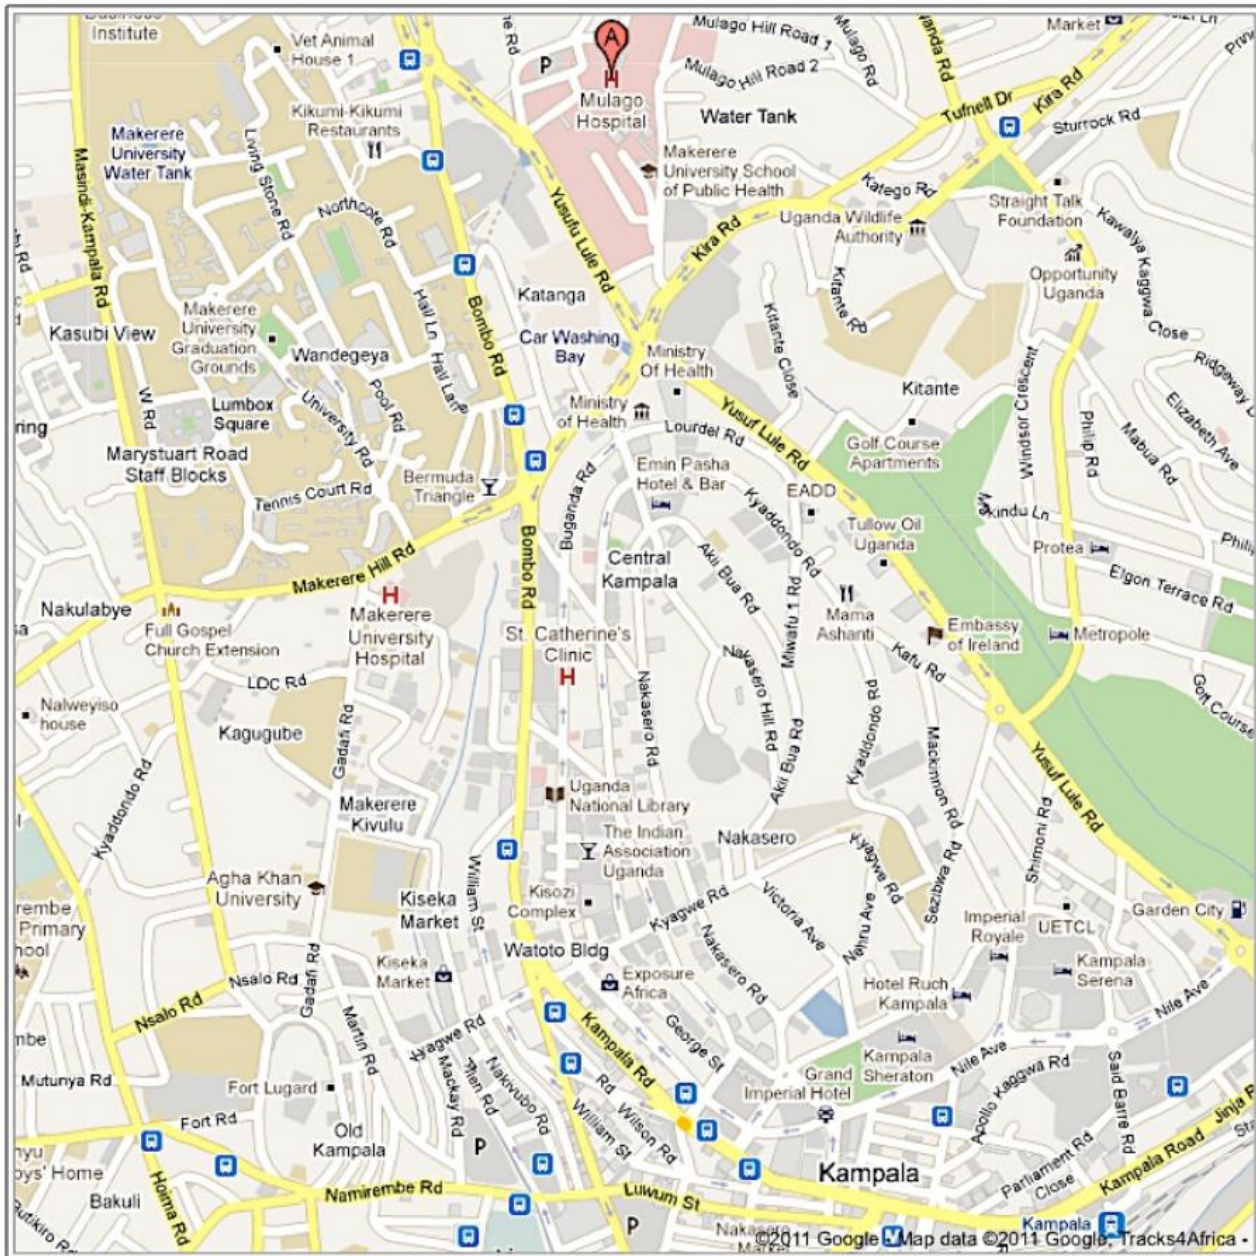 Business
Institute
Vet Animal
House 1
P
A
H
Mulago
Hospital
Mulago Hill Road 1
Mulago Hill Road 2
Mulago Rd
Market
Kira Rd
Tufnell Dr
Sturrock Rd
Water Tank
Kikumi-Kikumi
Restaurants
Makerere
University
Water Tank
Living Stone Rd
Northcote Rd
Masindi-Kampala Rd
Makerere
University School
of Public Health
Katego Rd
Uganda Wildlife
Authority
Straight Talk
Foundation
Kawalya Kaggwa Close
Yusufu Lule Rd
Kira Rd
Kitante Rd
Opportunity
Uganda
Katanga
Bombo Rd
Hall Ln
Hall Lane
Makerere
University
Graduation
Grounds
Kasubi View
Wandegeya
Car Washing
Bay
Ministry
Of Health
Kitante Close
Kitante
Windsor Crescent
Ridgeway
Elizabeth Ave
W Rd
Lumbox
Square
University Rd
Pool Rd
Ministry
of Health
Lourdel Rd
Yusuf Lule Rd
Golf Course
Apartments
Philip Rd
Mabua Rd
ring
Marystuart Road
Staff Blocks
Tennis Court Rd
Bermuda
Triangle
Buganda Rd
Emin Pasha
Hotel & Bar
Kyaddondo Rd
EADD
Tullow Oil
Uganda
Makindu Ln
Protea
Elgon Terrace Rd
Makerere Hill Rd
Bombo Rd
Central
Kampala
Akii Bua Rd
Miwafu 1 Rd
Mama
Ashanti
Embassy
of Ireland
Metropole
Nakulabye
Full Gospel
Church Extension
H
Makerere
University
Hospital
St. Catherine's
Clinic
H
Nakasero Rd
Nakasero Hill Rd
Kafu Rd
Golf Course
LDC Rd
Nalweyiso
house
Kagugube
Gadafi Rd
Akii Bua Rd
Kyaddondo Rd
Mackinnon Rd
Yusuf Lule Rd
Kyaddondo Rd
Makerere
Kivulu
Uganda
National Library
The Indian
Association
Uganda
Nakasero
Kyagwe Rd
Shimoni Rd
Sezibwa Rd
Agha Khan
University
William St
Kiseka
Market
Kisozi
Complex
Kyagwe Rd
Victoria Ave
Nehru Ave
Imperial
Royale
UETCL
Garden City
rembe
Primary
hool
Watoto Bldg
Nakasero Rd
Kiseka
Market
Exposure
Africa
Hotel Ruch
Kampala
Kampala
Serena
Nsalo Rd
Nsalo Rd
Gadafi Rd
Martin Rd
Kyagwe Rd
Kampala Rd
George St
Nile Ave
Kampala
Sheraton
Nile Ave
Mutunya Rd
Fort Lugard
Mackay Rd
Nakivubo Rd
Rd
Grand
Imperial Hotel
Apollo Kaggwa Rd
Said Barre Rd
Fort Rd
Old
Kampala
P
William St
Wilson Rd
Kampala
Parliament Rd
Close
Kampala Road
Jinja
oys' Home
Bakuli
Hoima Rd
Namirembe Rd
Luwum St
P
Nakasero
Market
Kampala
©2011 Google - Map data ©2011 Google, Tracks4Africa -